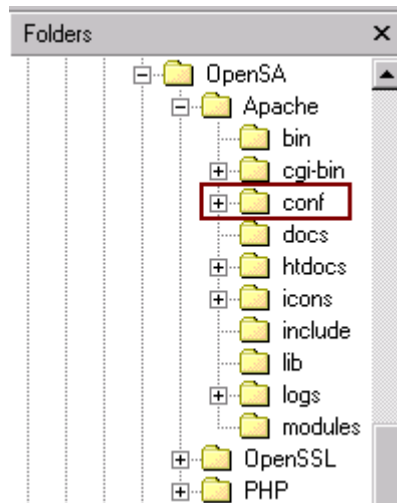 Folders
OpenSA
Apache
bin
cgi-bin
conf
docs
htdocs
icons
include
lib
logs
modules
OpenSSL
PHP